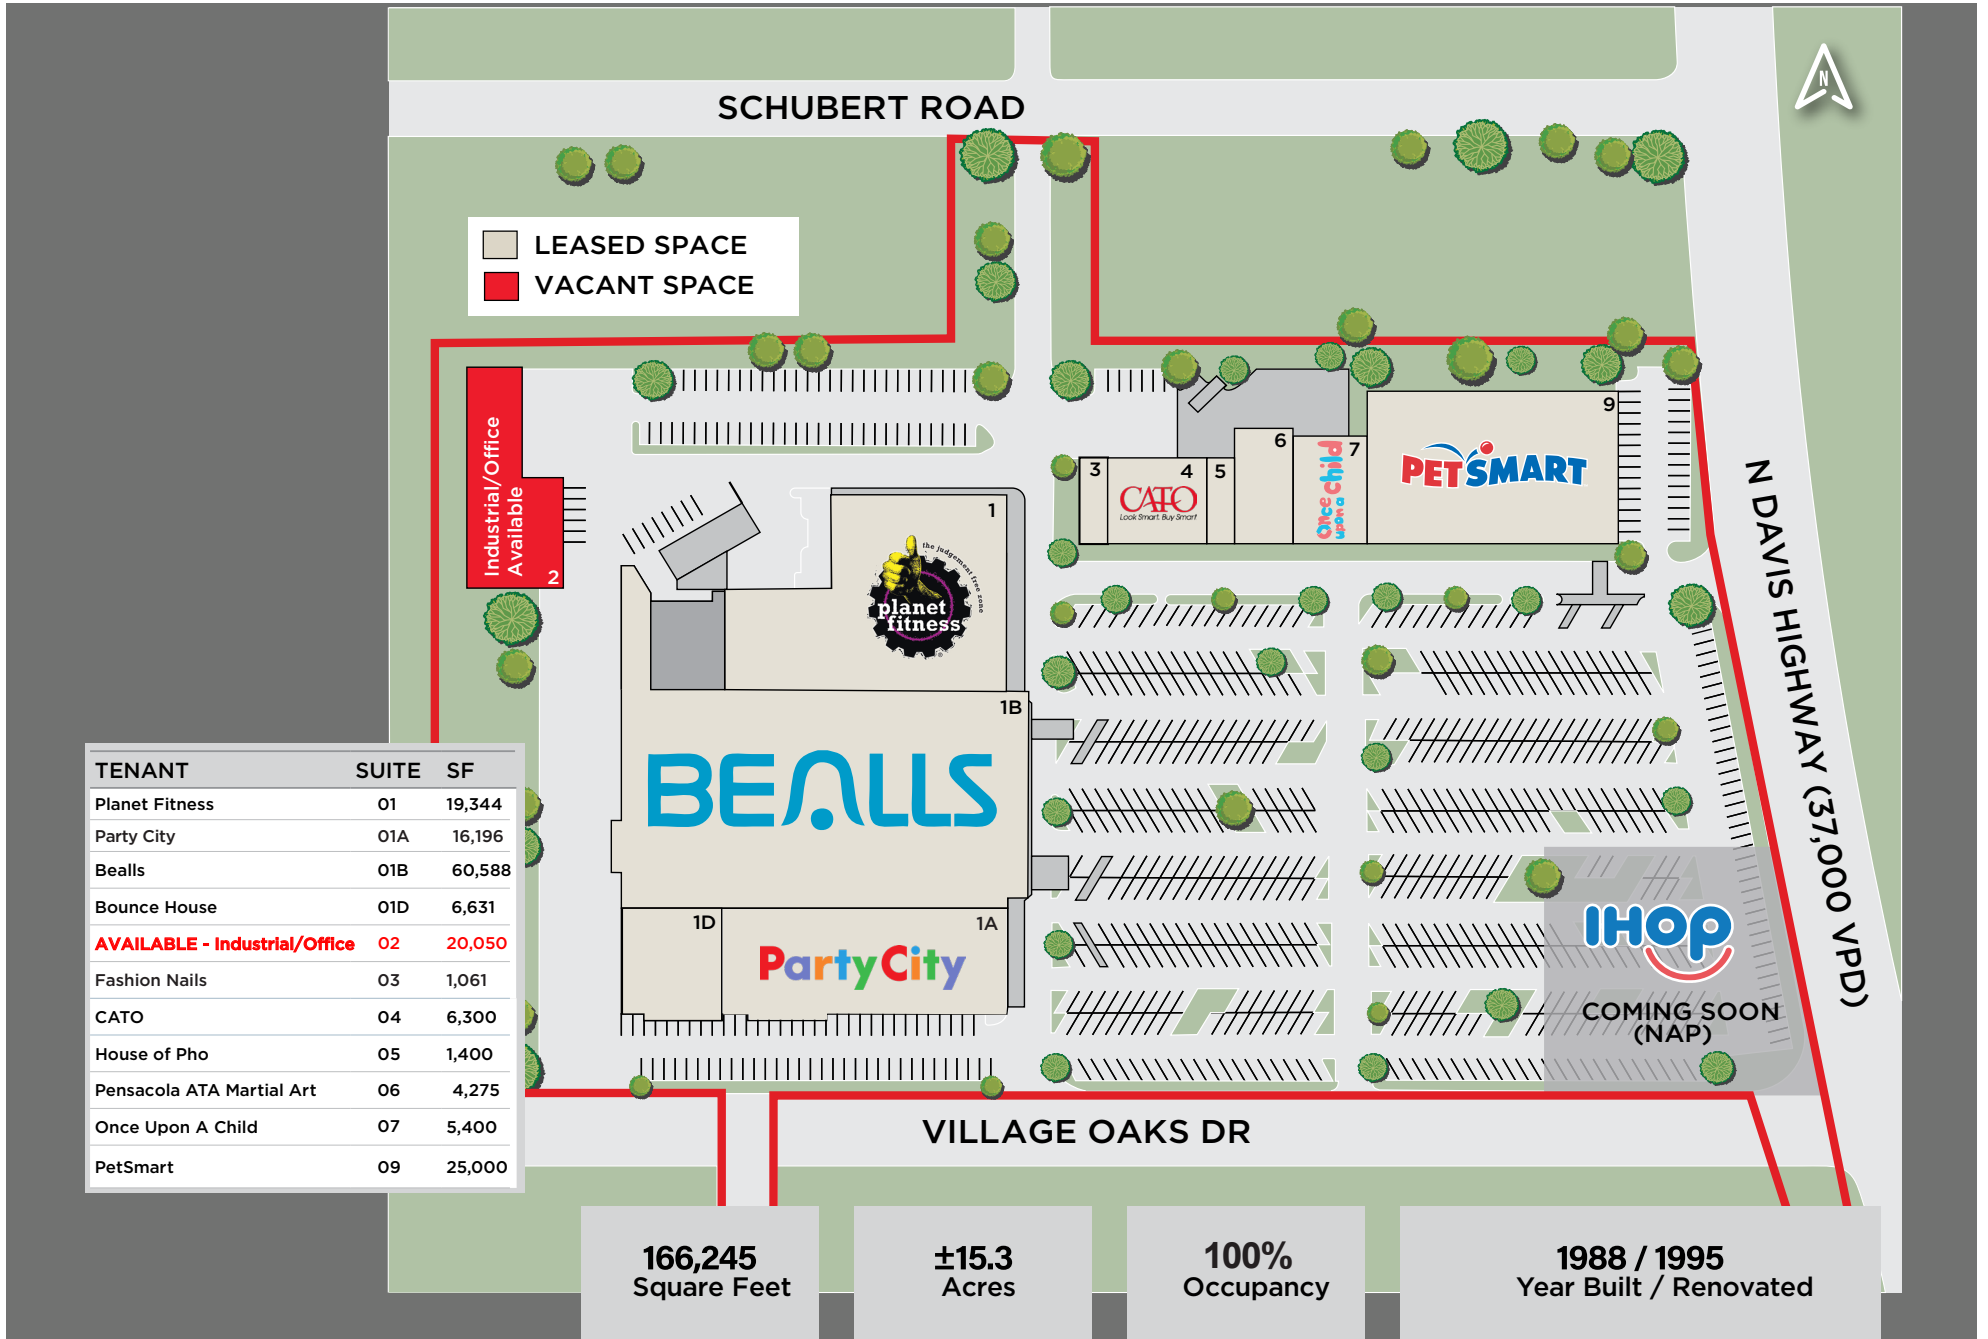 SCHUBERT ROAD
N
LEASED SPACE
VACANT SPACE
Industrial/Office
Available
2
1
the judgement free zone
planet
fitness
3
4
CATO
Look Smart. Buy Smart
5
6
7
once
upon a
child
9
PETSMART
N DAVIS HIGHWAY (37,000 VPD)
1B
BEALLS
1D
1A
Party City
IHOP
COMING SOON
(NAP)
TENANT SUITE SF
Planet Fitness 01 19,344
Party City 01A 16,196
Bealls 01B 60,588
Bounce House 01D 6,631
AVAILABLE - Industrial/Office 02 20,050
Fashion Nails 03 1,061
CATO 04 6,300
House of Pho 05 1,400
Pensacola ATA Martial Art 06 4,275
Once Upon A Child 07 5,400
PetSmart 09 25,000
VILLAGE OAKS DR
166,245
Square Feet
±15.3
Acres
100%
Occupancy
1988 / 1995
Year Built / Renovated